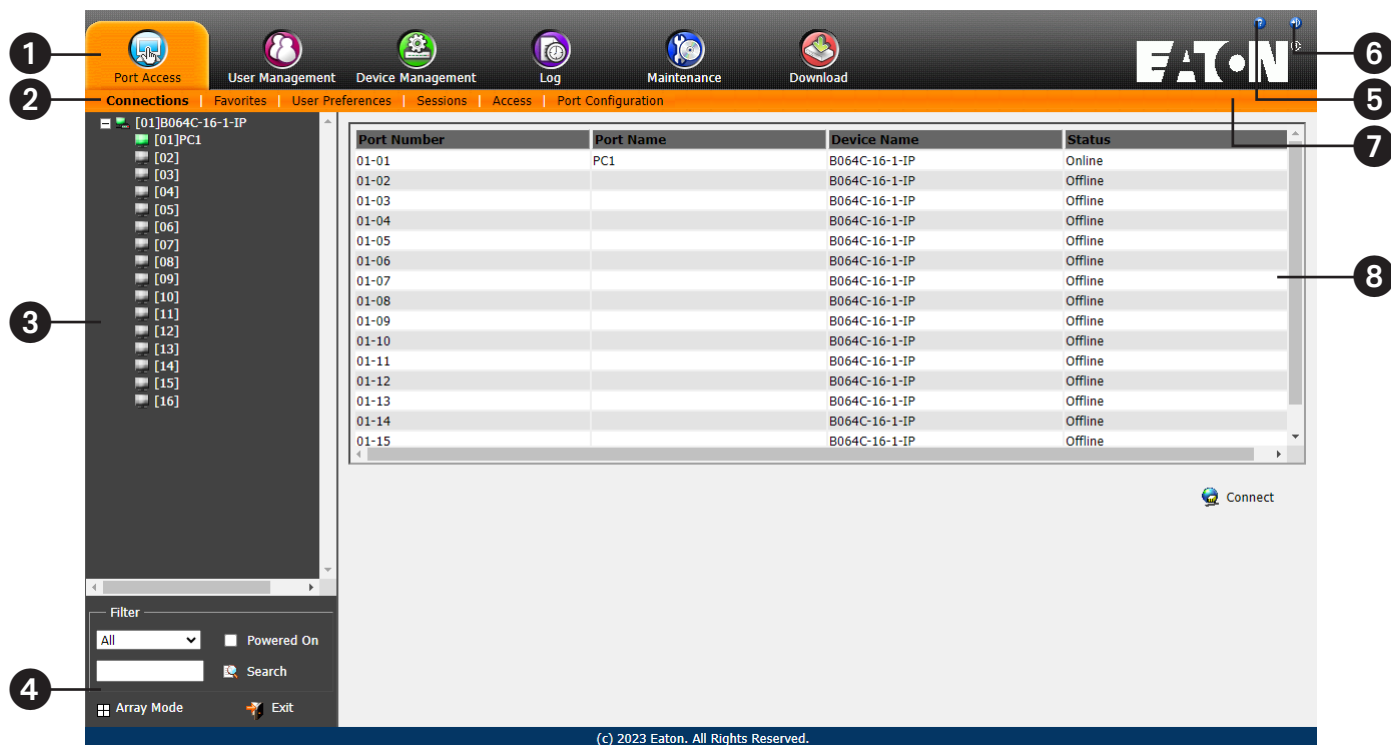 1
Port Access
User Management
Device Management
Log
Maintenance
Download
EATON
?
6
2
Connections | Favorites | User Preferences | Sessions | Access | Port Configuration
5
7
[01]B064C-16-1-IP
[01]PC1
[02]
[03]
[04]
[05]
[06]
[07]
[08]
[09]
[10]
[11]
[12]
[13]
[14]
[15]
[16]
3
Port Number Port Name Device Name Status
01-01 PC1 B064C-16-1-IP Online
01-02 B064C-16-1-IP Offline
01-03 B064C-16-1-IP Offline
01-04 B064C-16-1-IP Offline
01-05 B064C-16-1-IP Offline
01-06 B064C-16-1-IP Offline
01-07 B064C-16-1-IP Offline
01-08 B064C-16-1-IP Offline
01-09 B064C-16-1-IP Offline
01-10 B064C-16-1-IP Offline
01-11 B064C-16-1-IP Offline
01-12 B064C-16-1-IP Offline
01-13 B064C-16-1-IP Offline
01-14 B064C-16-1-IP Offline
01-15 B064C-16-1-IP Offline
8
Connect
Filter
All
Powered On
Search
4
Array Mode
Exit
(c) 2023 Eaton. All Rights Reserved.